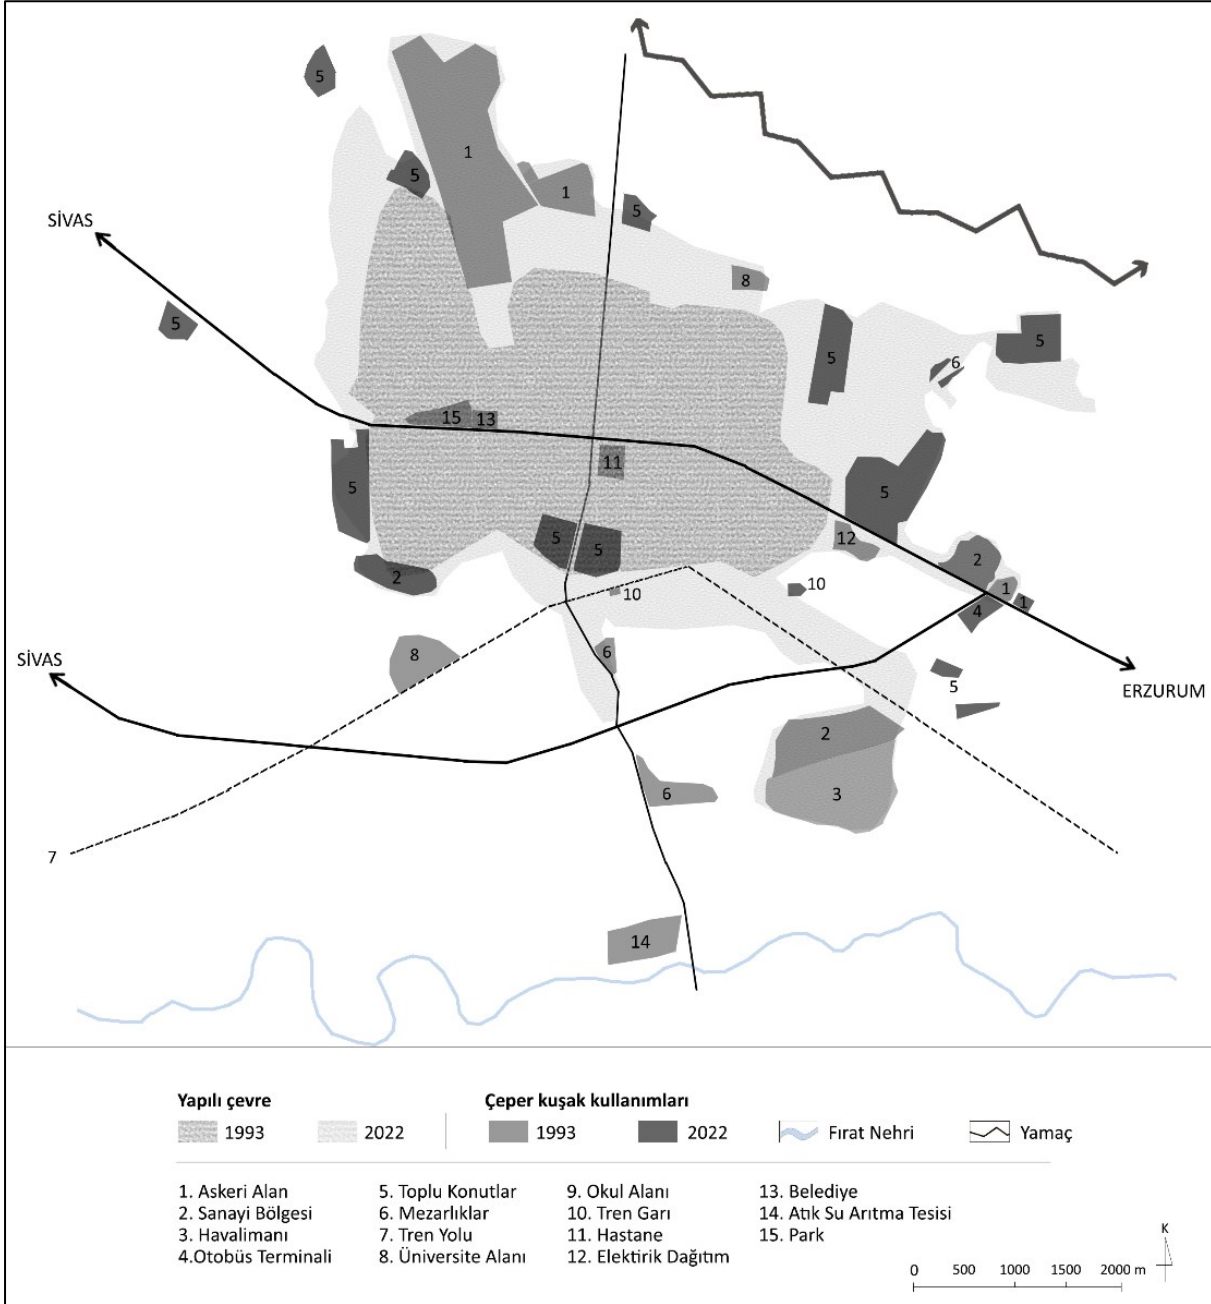 5
1
5
1
5
SİVAS
8
5
5
5
6
15 13
11
5
5
5
5
12
2
2
10
10
1
1
4
6
8
SİVAS
5
ERZURUM
2
3
6
7
14
Yapılı çevre
Çeper kuşak kullanımları
1993 2022 1993 2022 Fırat Nehri Yamaç
1. Askeri Alan 5. Toplu Konutlar 9. Okul Alanı 13. Belediye
2. Sanayi Bölgesi 6. Mezarlıklar 10. Tren Garı 14. Atık Su Arıtma Tesisi
3. Havalimanı 7. Tren Yolu 11. Hastane 15. Park
4.Otobüs Terminali 8. Üniversite Alanı 12. Elektirik Dağıtım
K
0 500 1000 1500 2000 m